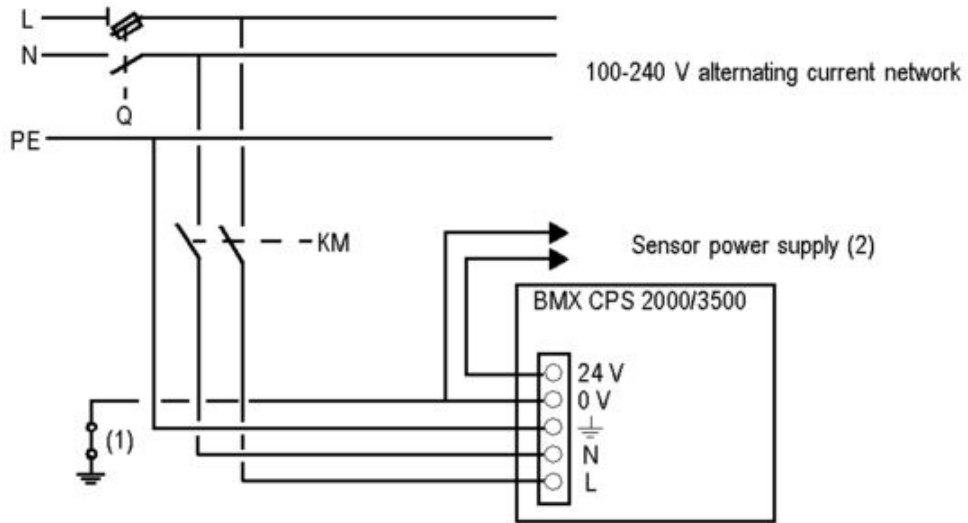 L
N
100-240 V alternating current network
Q
PE
KM
Sensor power supply (2)
BMX CPS 2000/3500
24 V
0 V
(1)
N
L